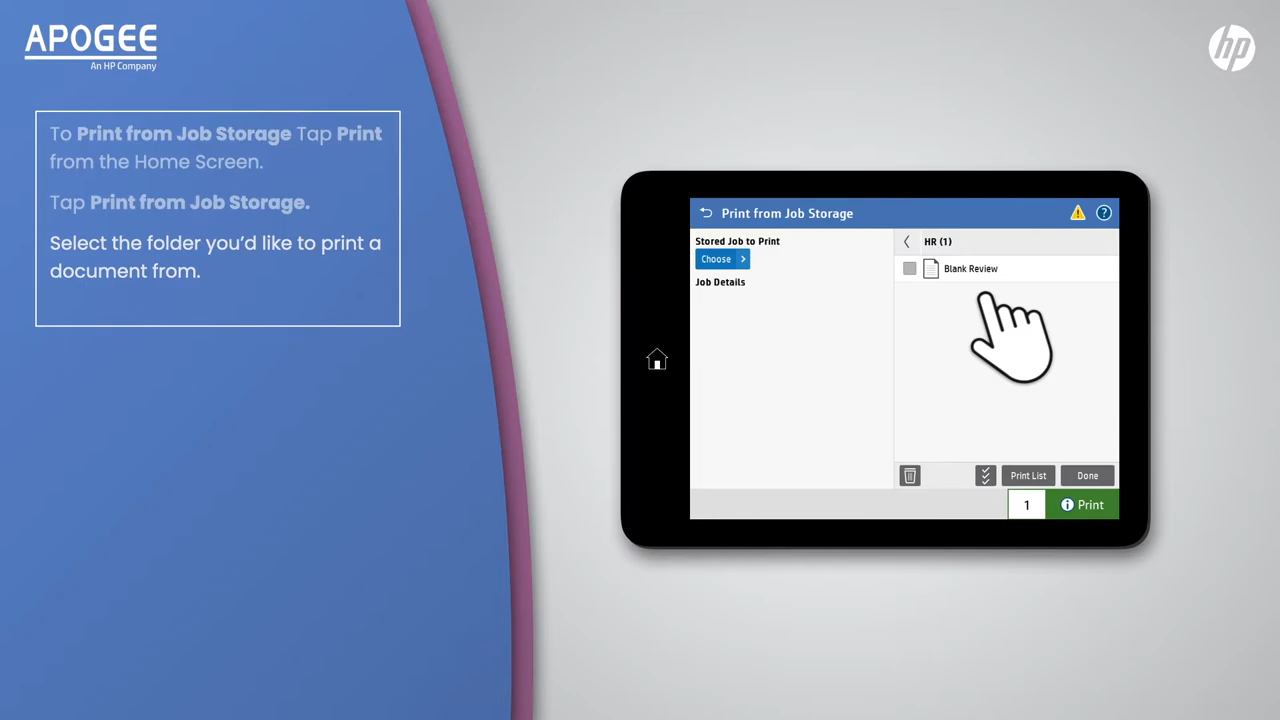 APOGEE
An HP Company
hp
To Print from Job Storage Tap Print
from the Home Screen.
Tap Print from Job Storage.
Select the folder you’d like to print a
document from.
Print from Job Storage
?
Stored Job to Print
Choose >
Job Details
HR (1)
Blank Review
Print List
Done
1
i Print